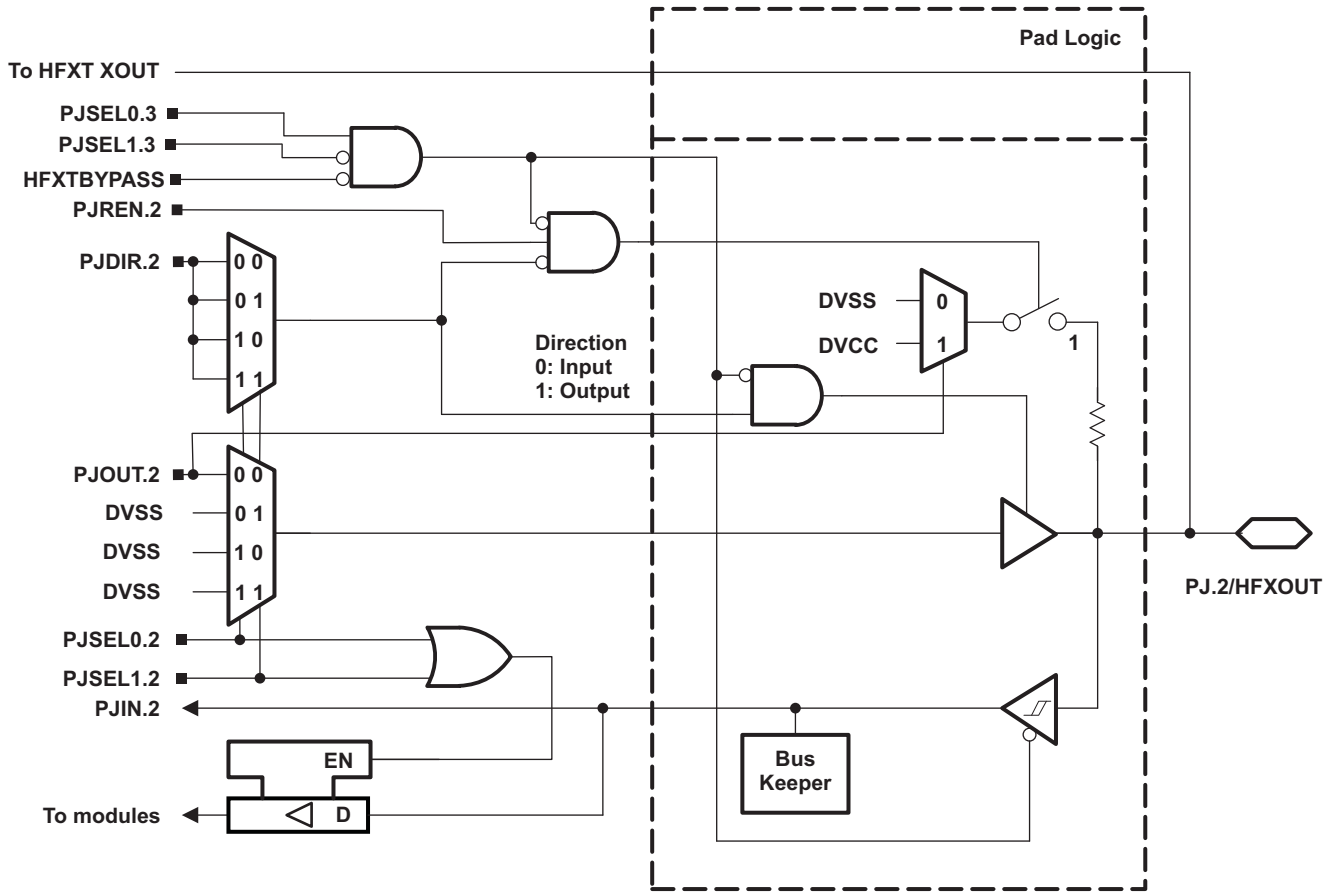 Pad Logic
To HFXT XOUT
PJSEL0.3
PJSEL1.3
HFXTBYPASS
PJREN.2
PJDIR.2
0 0
0 1
1 0
1 1
Direction
0: Input
1: Output
DVSS
0
DVCC
1
1
PJOUT.2
0 0
DVSS
0 1
DVSS
1 0
DVSS
1 1
PJ.2/HFXOUT
PJSEL0.2
PJSEL1.2
PJIN.2
Bus
Keeper
EN
To modules
D